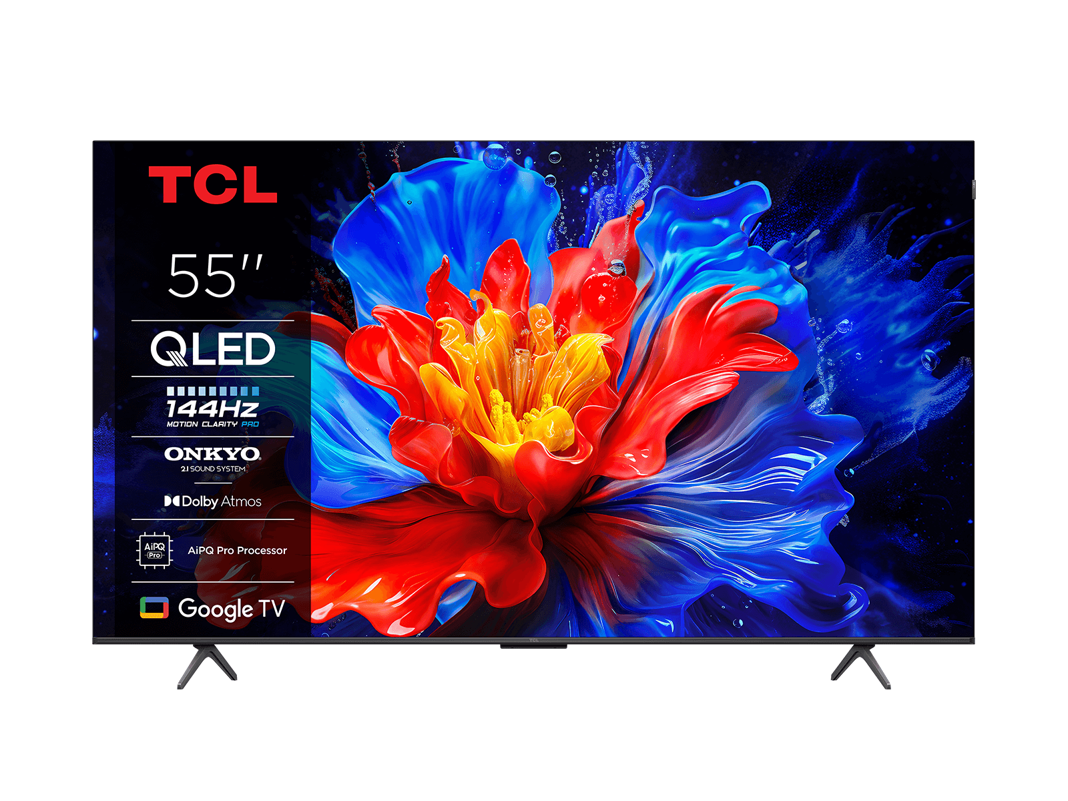 TCL
55"
QLED
144Hz
MOTION CLARITY PRO
ONKYO
2.1 SOUND SYSTEM
Dolby Atmos
AiPQ
Pro
AiPQ Pro Processor
Google TV
TCL